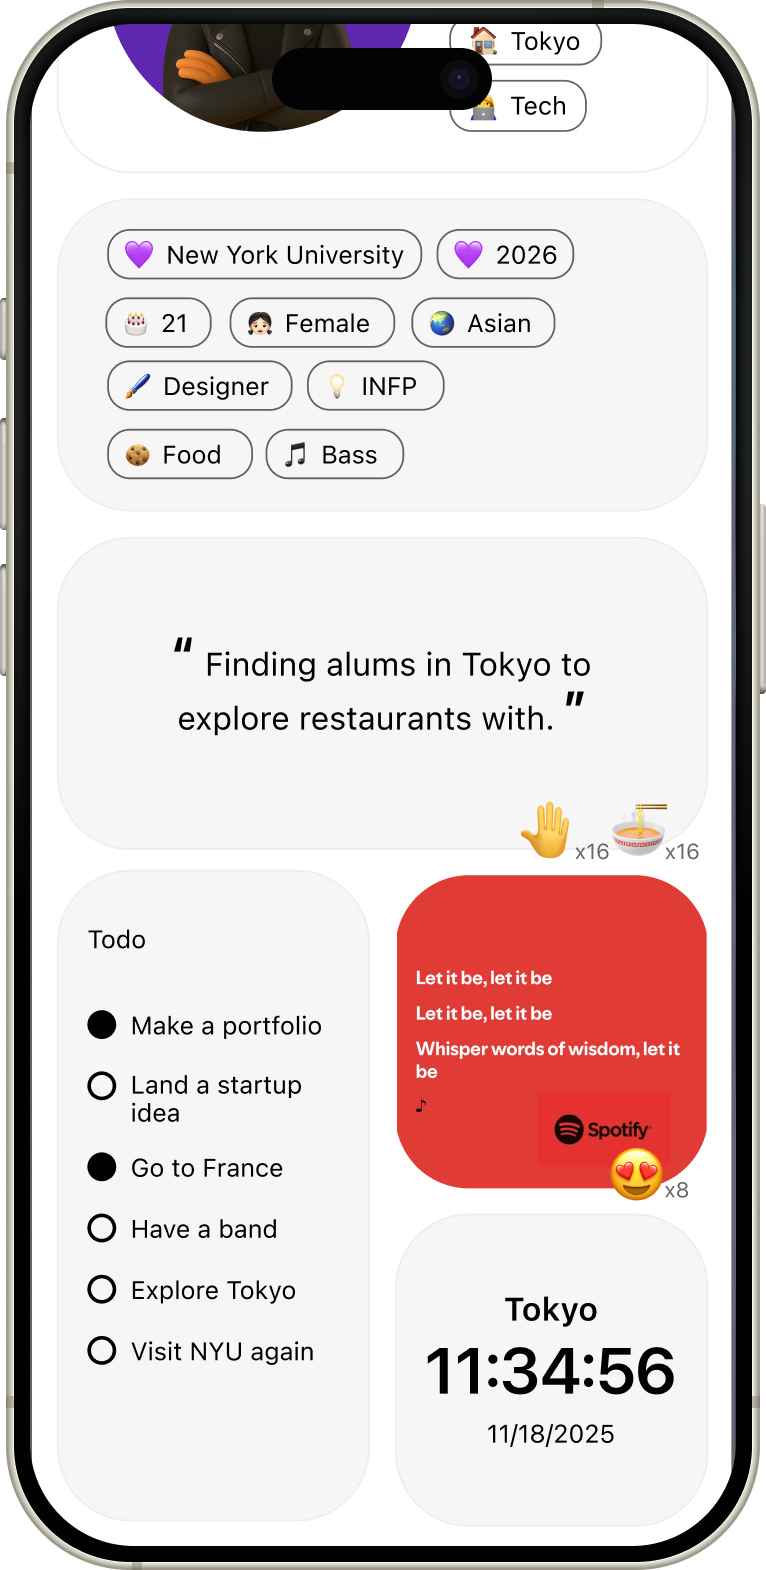 Tokyo
Tech
New York University
2026
21
Female
Asian
Designer
INFP
Food
Bass
" Finding alums in Tokyo to
explore restaurants with. "
x16
x16
Todo
Make a portfolio
Land a startup
idea
Go to France
Have a band
Explore Tokyo
Visit NYU again
Let it be, let it be
Let it be, let it be
Whisper words of wisdom, let it
be
♪
Spotify
x8
Tokyo
11:34:56
11/18/2025